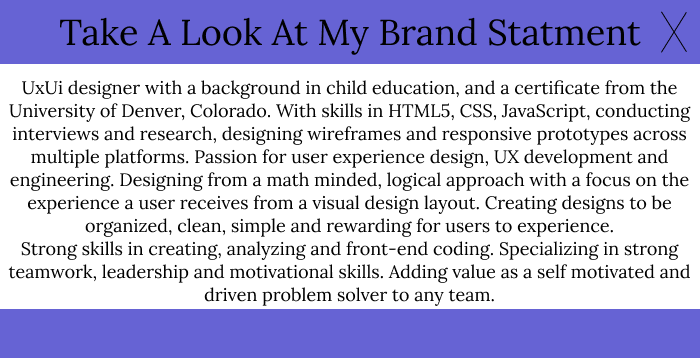 Take A Look At My Brand Statment X
UxUi designer with a background in child education, and a certificate from the
University of Denver, Colorado. With skills in HTML5, CSS, JavaScript, conducting
interviews and research, designing wireframes and responsive prototypes across
multiple platforms. Passion for user experience design, UX development and
engineering. Designing from a math minded, logical approach with a focus on the
experience a user receives from a visual design layout. Creating designs to be
organized, clean, simple and rewarding for users to experience.
Strong skills in creating, analyzing and front-end coding. Specializing in strong
teamwork, leadership and motivational skills. Adding value as a self motivated and
driven problem solver to any team.